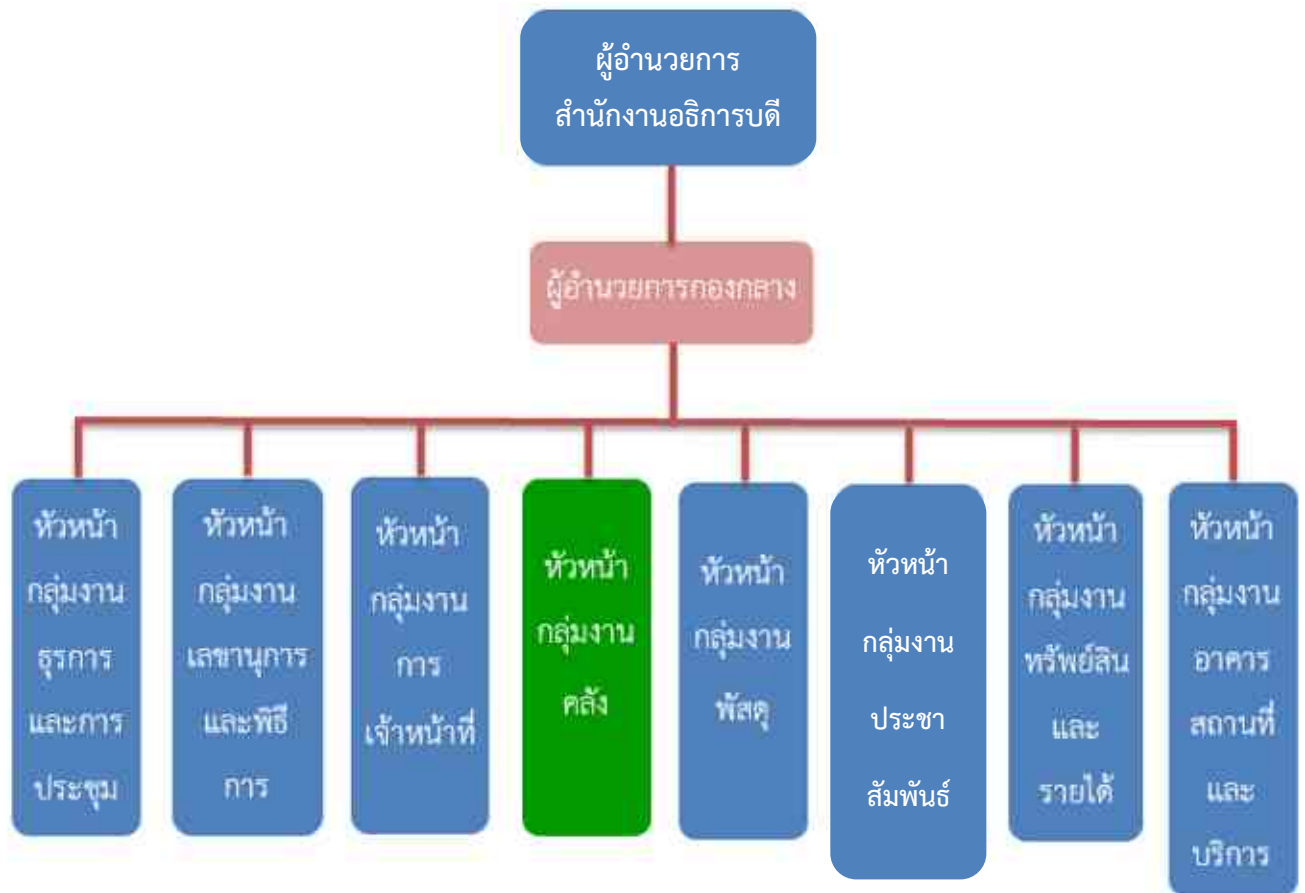 ผู้อำนวยการ
สำนักงานอธิการบดี
ผู้อำนวยการกองกลาง
หัวหน้า
กลุ่มงาน
ธุรการ
และการ
ประชุม
หัวหน้า
กลุ่มงาน
เลขานุการ
และพิธี
การ
หัวหน้า
กลุ่มงาน
การ
เจ้าหน้าที่
หัวหน้า
กลุ่มงาน
คลัง
หัวหน้า
กลุ่มงาน
พัสดุ
หัวหน้า
กลุ่มงาน
ประชา
สัมพันธ์
หัวหน้า
กลุ่มงาน
ทรัพย์สิน
และ
รายได้
หัวหน้า
กลุ่มงาน
อาคาร
สถานที่
และ
บริการ